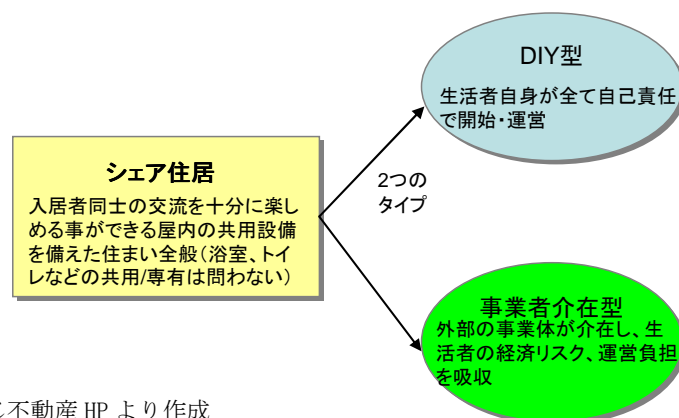 DIY型
生活者自身が全て自己責任
で開始・運営
シェア住居
入居者同士の交流を十分に楽し
める事ができる屋内の共用設備
を備えた住まい全般(浴室、トイ
レなどの共用/専有は問わない)
2つの
タイプ
事業者介在型
外部の事業体が介在し、生
活者の経済リスク、運営負担
を吸収
不動産 HP より作成